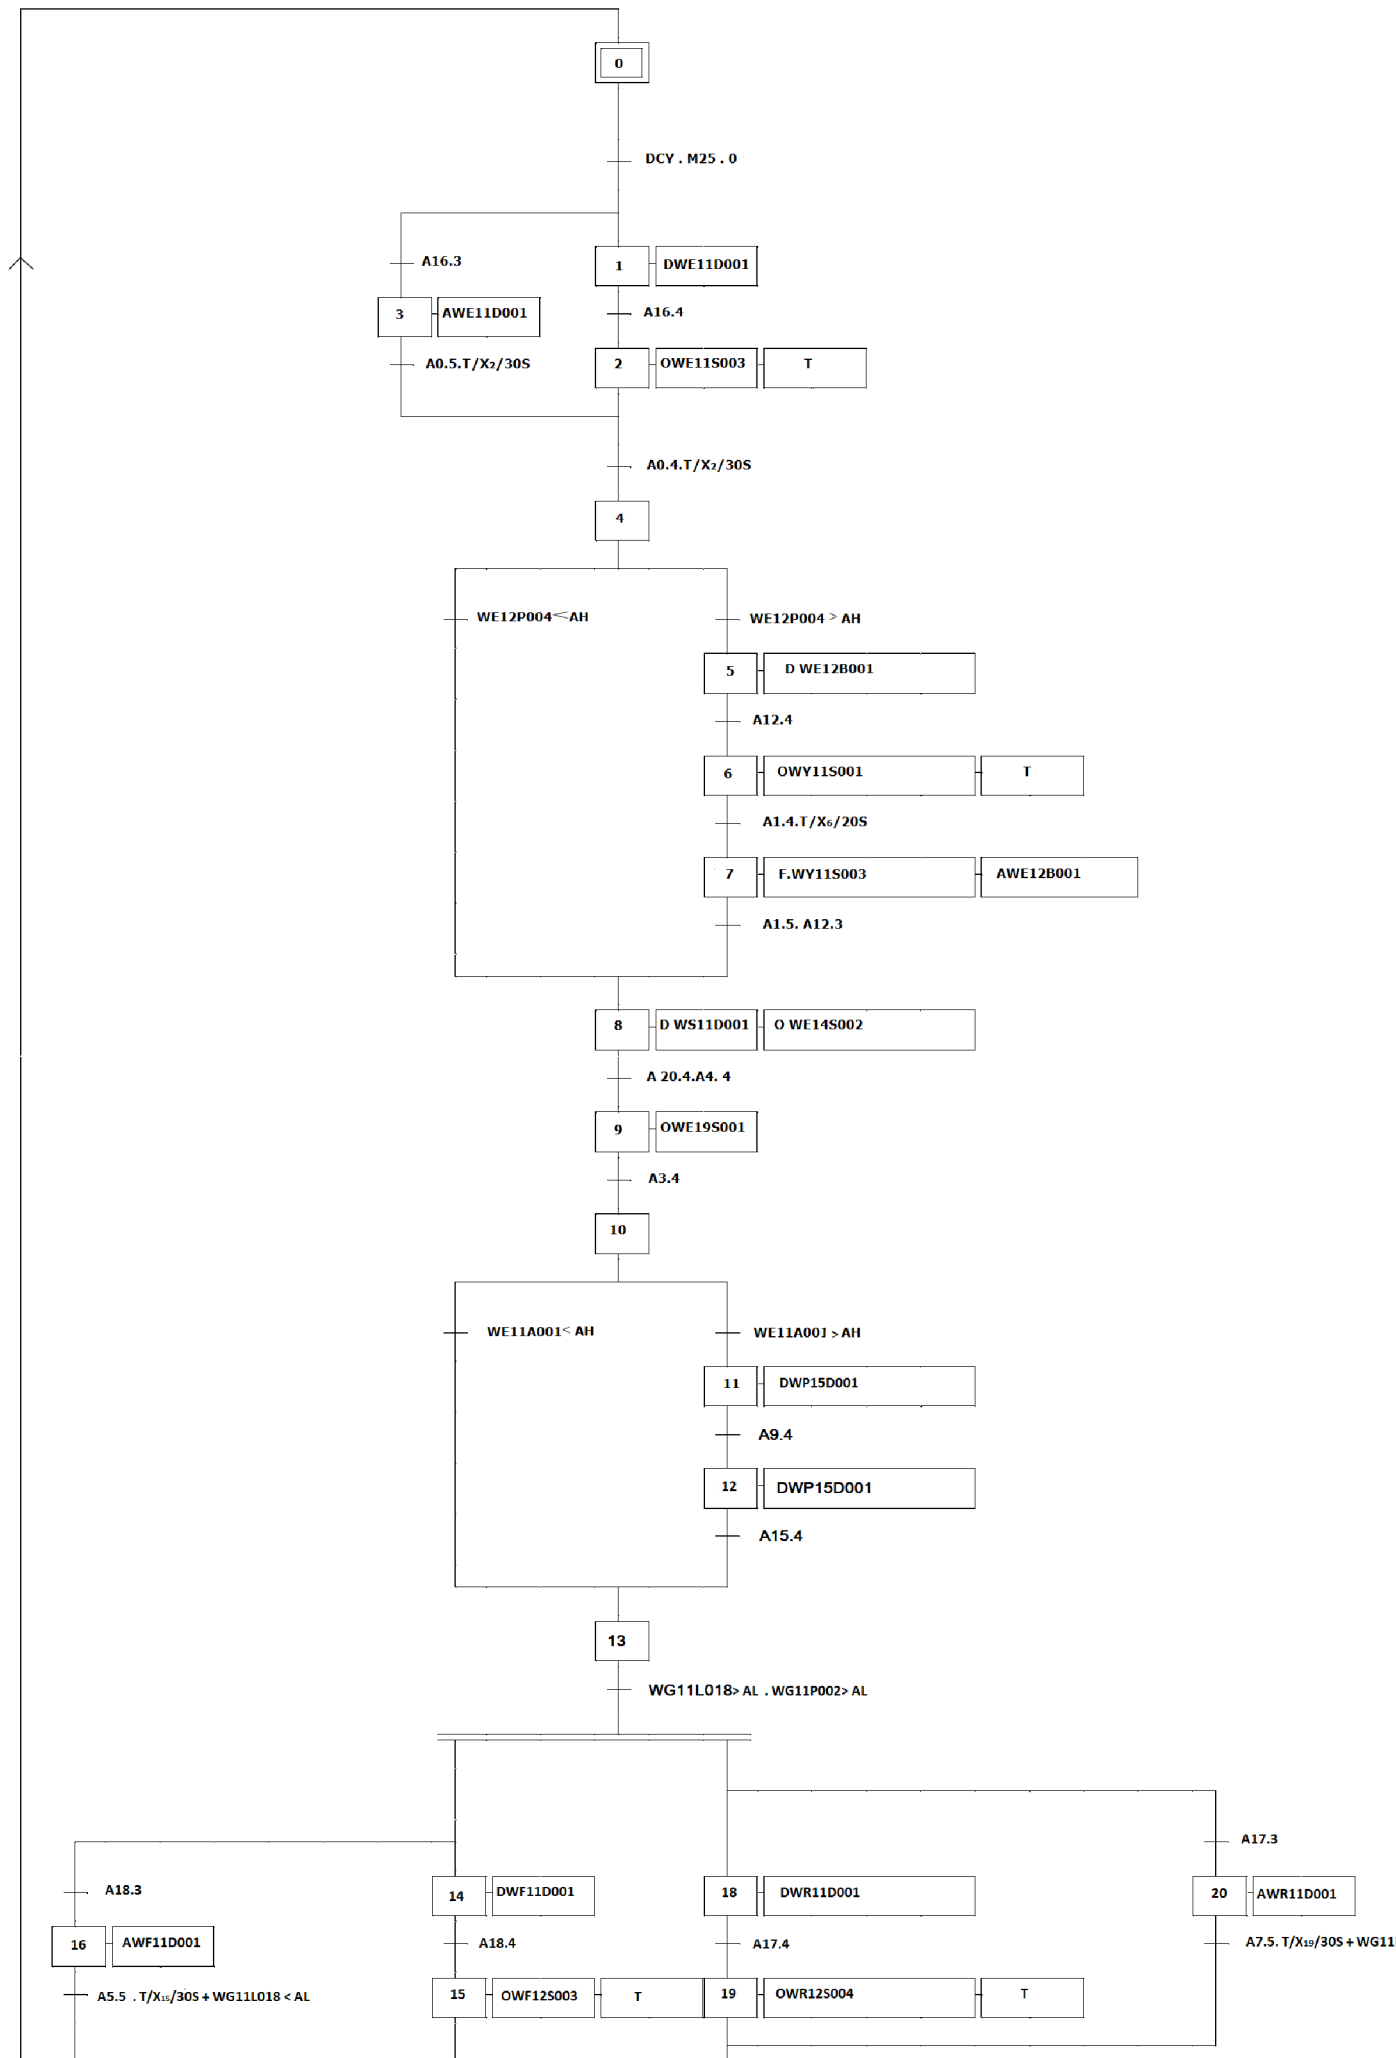 0
DCY . M25 . 0
A16.3
1 DWE11D001
3 AWE11D001
A16.4
A0.5.T/X₂/30S
2 OWE11S003 T
A0.4.T/X₂/30S
4
WE12P004<AH
WE12P004 > AH
5 D WE12B001
A12.4
6 OWY11S001 T
A1.4.T/X₆/20S
7 F.WY11S003 AWE12B001
A1.5. A12.3
8 D WS11D001 O WE14S002
A 20.4.A4. 4
9 OWE19S001
A3.4
10
WE11A001< AH
WE11A001 > AH
11 DWP15D001
A9.4
12 DWP15D001
A15.4
13
WG11L018> AL . WG11P002> AL
A17.3
A18.3
14 DWF11D001
18 DWR11D001
20 AWR11D001
16 AWF11D001
A18.4
A17.4
A7.5. T/X₁₉/30S + WG11
A5.5 . T/X₁₅/30S + WG11L018 < AL
15 OWF12S003 T
19 OWR12S004 T